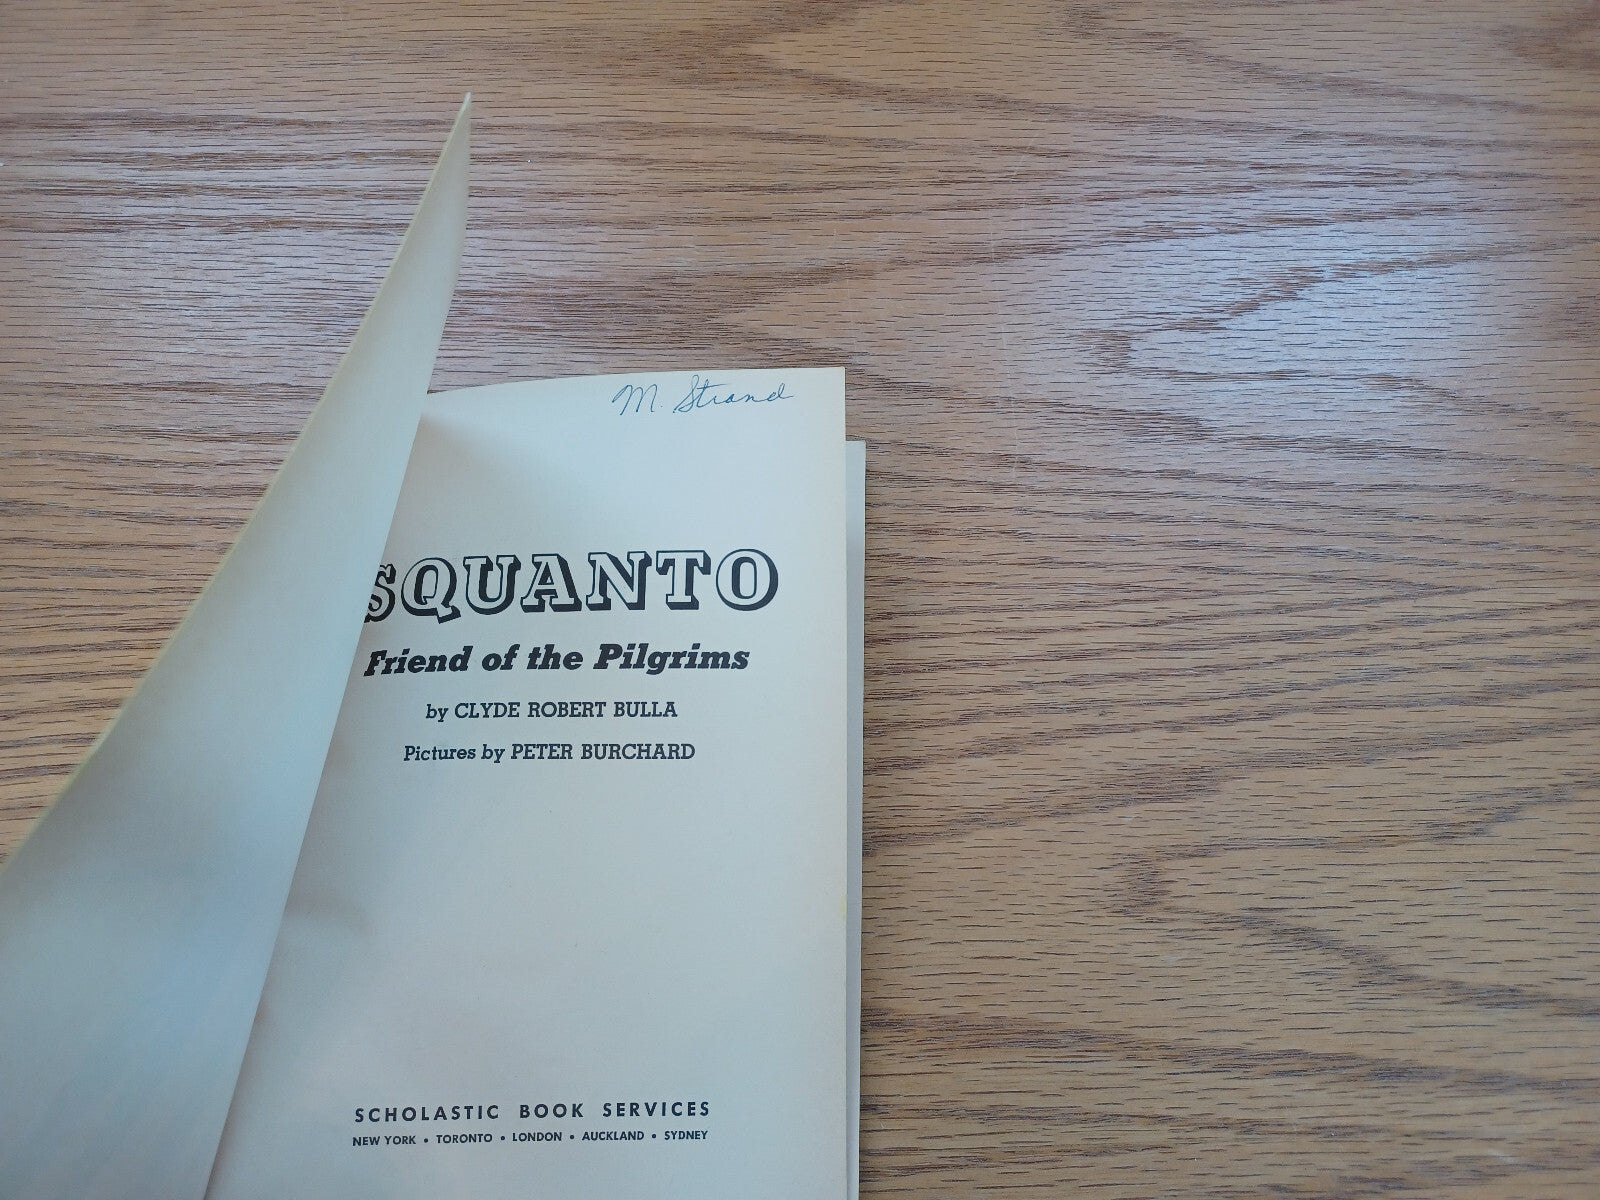 M. Strand
SQUANTO
Friend of the Pilgrims
by CLYDE ROBERT BULLA
Pictures by PETER BURCHARD
SCHOLASTIC BOOK SERVICES
NEW YORK • TORONTO • LONDON • AUCKLAND • SYDNEY